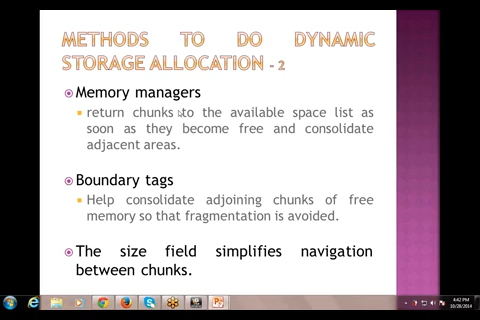 METHODS TO DO DYNAMIC
STORAGE ALLOCATION - 2
Memory managers
return chunks to the available space list as
soon as they become free and consolidate
adjacent areas.
Boundary tags
Help consolidate adjoining chunks of free
memory so that fragmentation is avoided.
The size field simplifies navigation
between chunks.
4:42 PM
10/28/2014